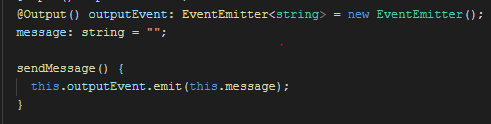 @Output() outputEvent: EventEmitter<string> = new EventEmitter();
message: string = "";
sendMessage() {
this.outputEvent.emit(this.message);
}